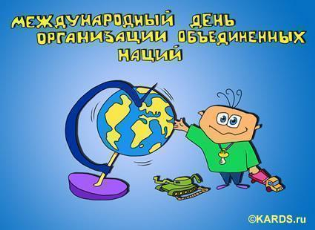 МЕЖДУНАРОДНЫЙ ДЕНЬ
ОРГАНИЗАЦИИ ОБЪЕДИНЕННЫХ
НАЦИЙ
©KARDS.ru